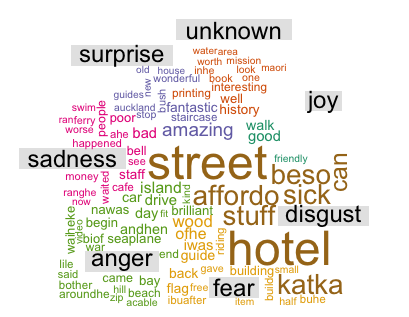 unknown
surprise
water area
old house inhe worth mission
look maori
new book one
guides bush wonderful interesting
printing
swim auckland stop fantastic well
people staircase history joy
ranferry poor
worse ahe bad amazing walk
happened good
bell
sadness see street friendly
money waited staff beso can
ranghe cafe island affordo sick
now car drive kind
nawas day fit brilliant stuff disgust
waiheke begin andhen wood
video biof seaplane ofhe riding hotel
war iwas
lile anger end guide
said came bay back gave building small
bother flag fear build katka
aroundhe hip beach free
zip acable ibuafter item half buhe